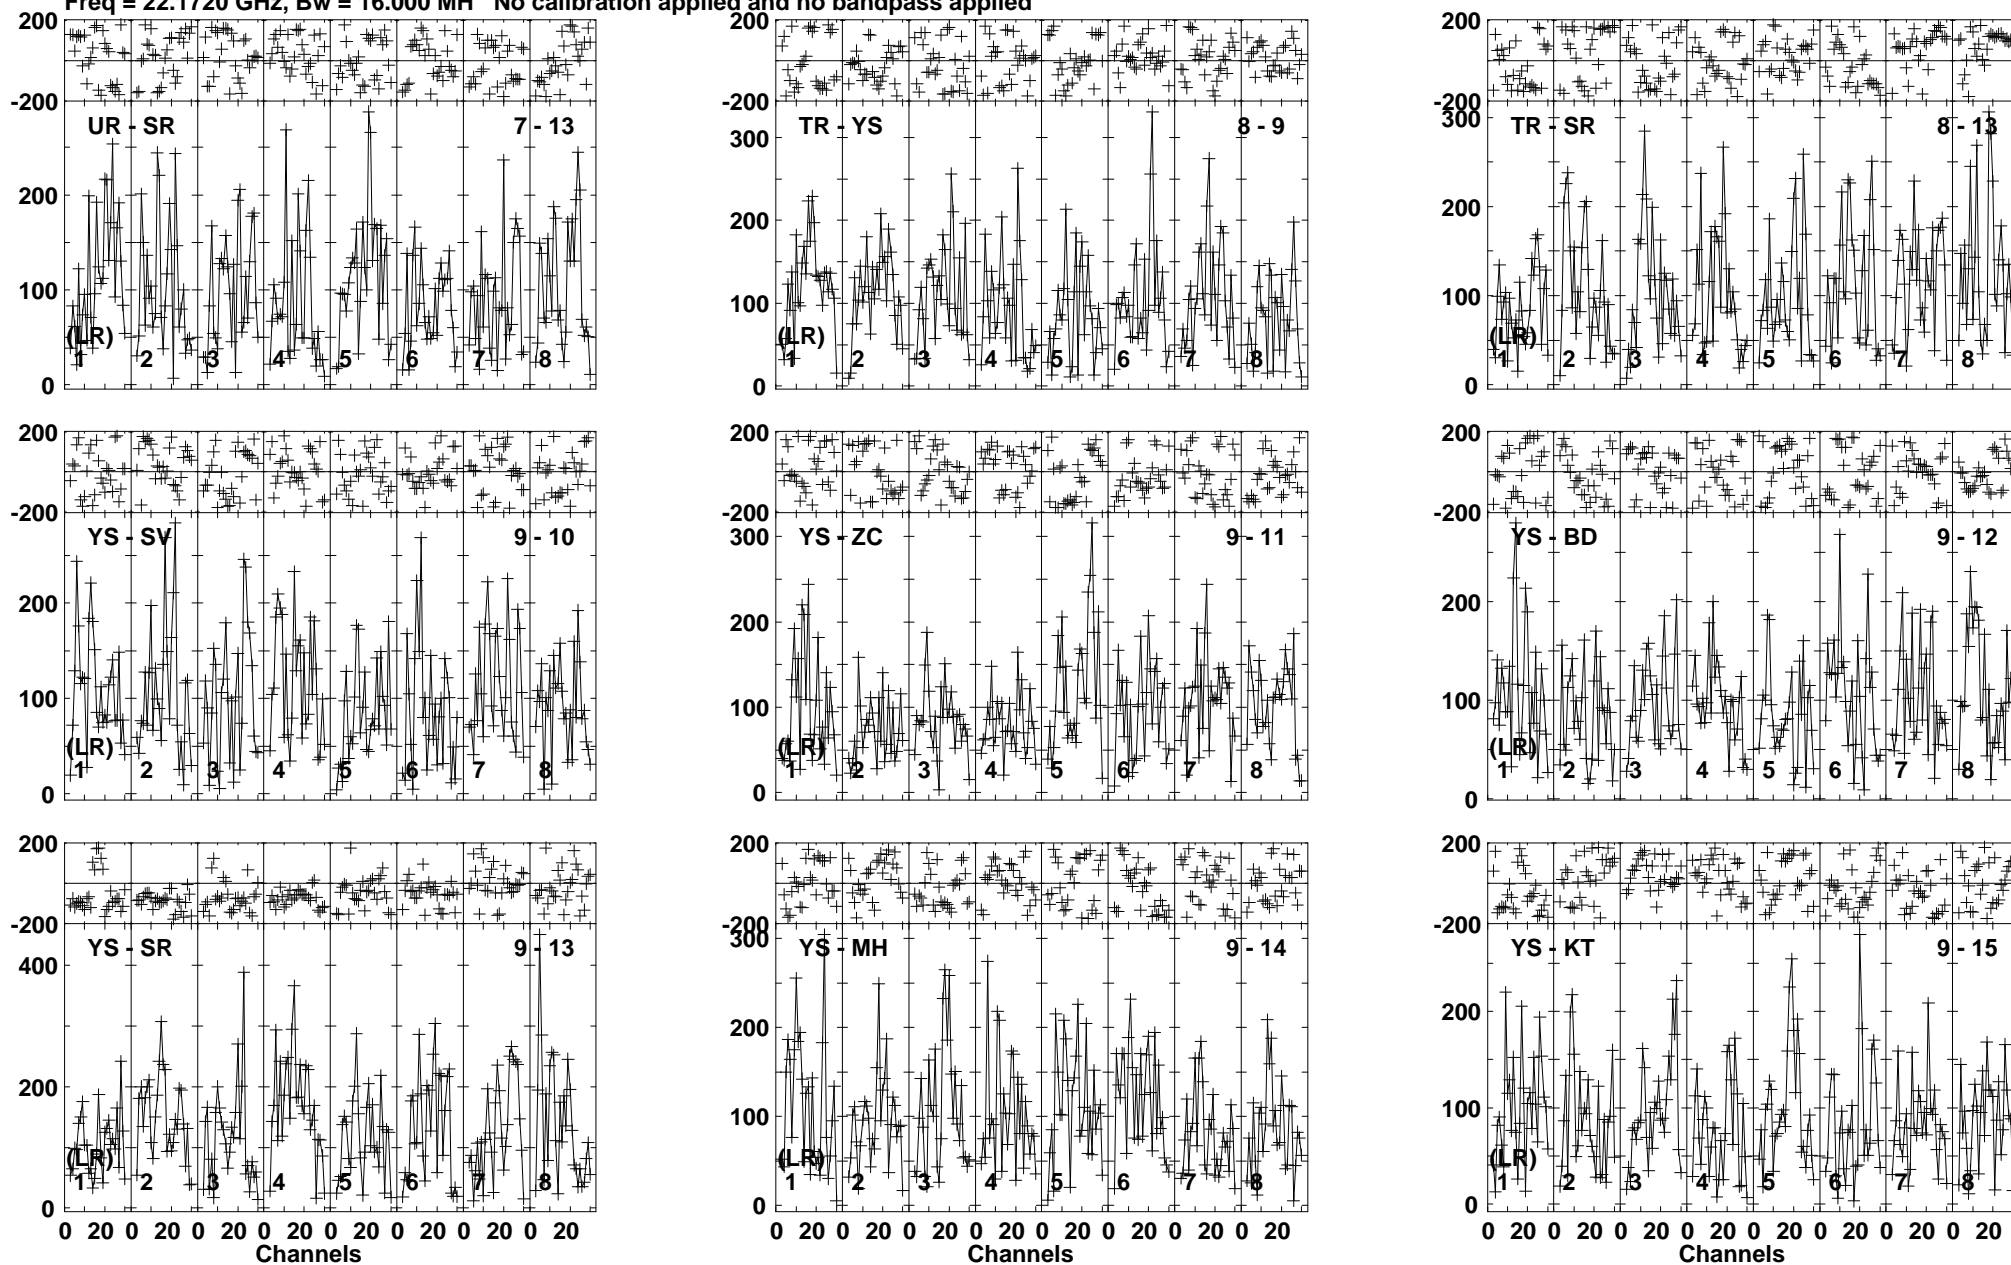 Freq = 22.1720 GHz, Bw = 16.000 MH No calibration applied and no bandpass applied
200
-200
UR - SR 7 - 13
200
100
0
(LR)
1 2 3 4 5 6 7 8
200
-200
TR - YS 8 - 9
300
200
100
0
(LR)
1 2 3 4 5 6 7 8
200
-200
TR - SR 8 - 13
300
200
100
0
(LR)
1 2 3 4 5 6 7 8
200
-200
YS - SV 9 - 10
200
100
0
(LR)
1 2 3 4 5 6 7 8
200
-200
YS - ZC 9 - 11
300
200
100
0
(LR)
1 2 3 4 5 6 7 8
200
-200
YS - BD 9 - 12
200
100
0
(LR)
1 2 3 4 5 6 7 8
200
-200
YS - SR 9 - 13
400
200
0
(LR)
1 2 3 4 5 6 7 8
0 20 0 20 0 20 0 20 0 20 0 20 0 20 0 20
Channels
200
-200
YS - MH 9 - 14
300
200
100
0
(LR)
1 2 3 4 5 6 7 8
0 20 0 20 0 20 0 20 0 20 0 20 0 20 0 20
Channels
200
-200
YS - KT 9 - 15
200
100
0
(LR)
1 2 3 4 5 6 7 8
0 20 0 20 0 20 0 20 0 20 0 20 0 20 0 20
Channels